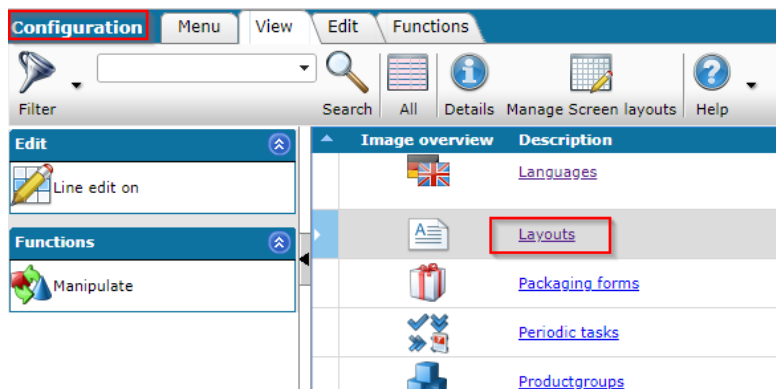 Configuration Menu View Edit Functions
Filter Search All Details Manage Screen layouts Help
Edit
Line edit on
Functions
Manipulate
Image overview Description
Languages
Layouts
Packaging forms
Periodic tasks
Productgroups